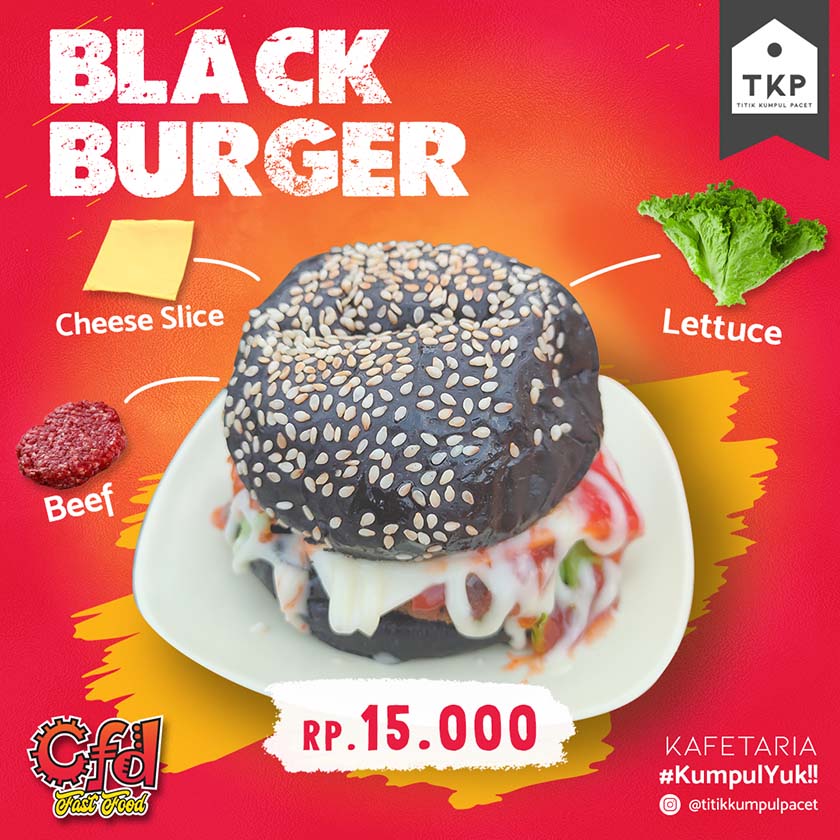 BLACK
BURGER
TKP
TITIK KUMPUL PACET
Cheese Slice
Lettuce
Beef
RP.15.000
Cfd
Fast Food
KAFETARIA
#KumpulYuk!!
@titikkumpulpacet